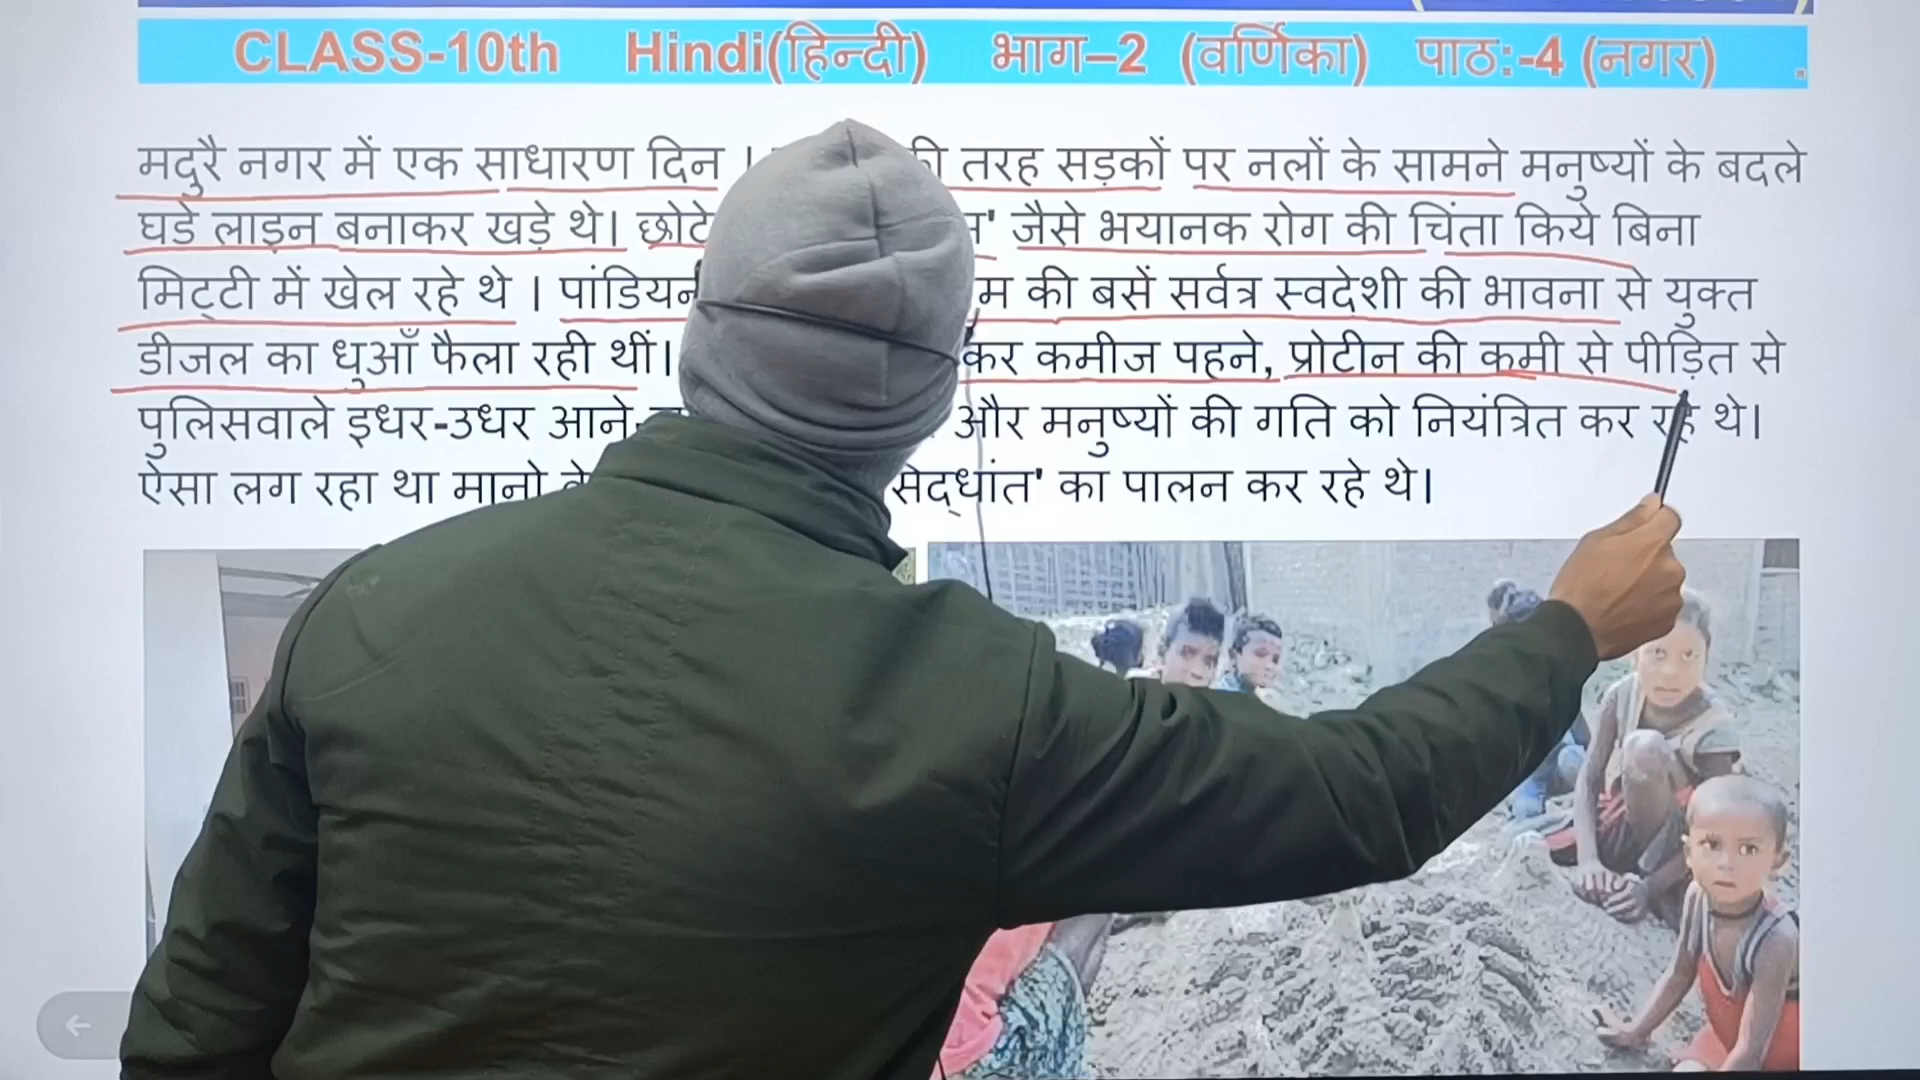 CLASS-10th Hindi(हिन्दी) भाग–2 (वर्णिका) पाठ:-4 (नगर)
मदुरै नगर में एक साधारण दिन । की तरह सड़कों पर नलों के सामने मनुष्यों के बदले
घडे लाइन बनाकर खड़े थे। छोटे जैसे भयानक रोग की चिंता किये बिना
मिट्टी में खेल रहे थे । की बसें सर्वत्र स्वदेशी की भावना से युक्त
डीजल का धुआँ फैला रही थीं। कर कमीज पहने, प्रोटीन की कमी से पीड़ित से
पुलिसवाले इधर-उधर आने- और मनुष्यों की गति को नियंत्रित कर रहे थे।
ऐसा लग रहा था मानो का पालन कर रहे थे।